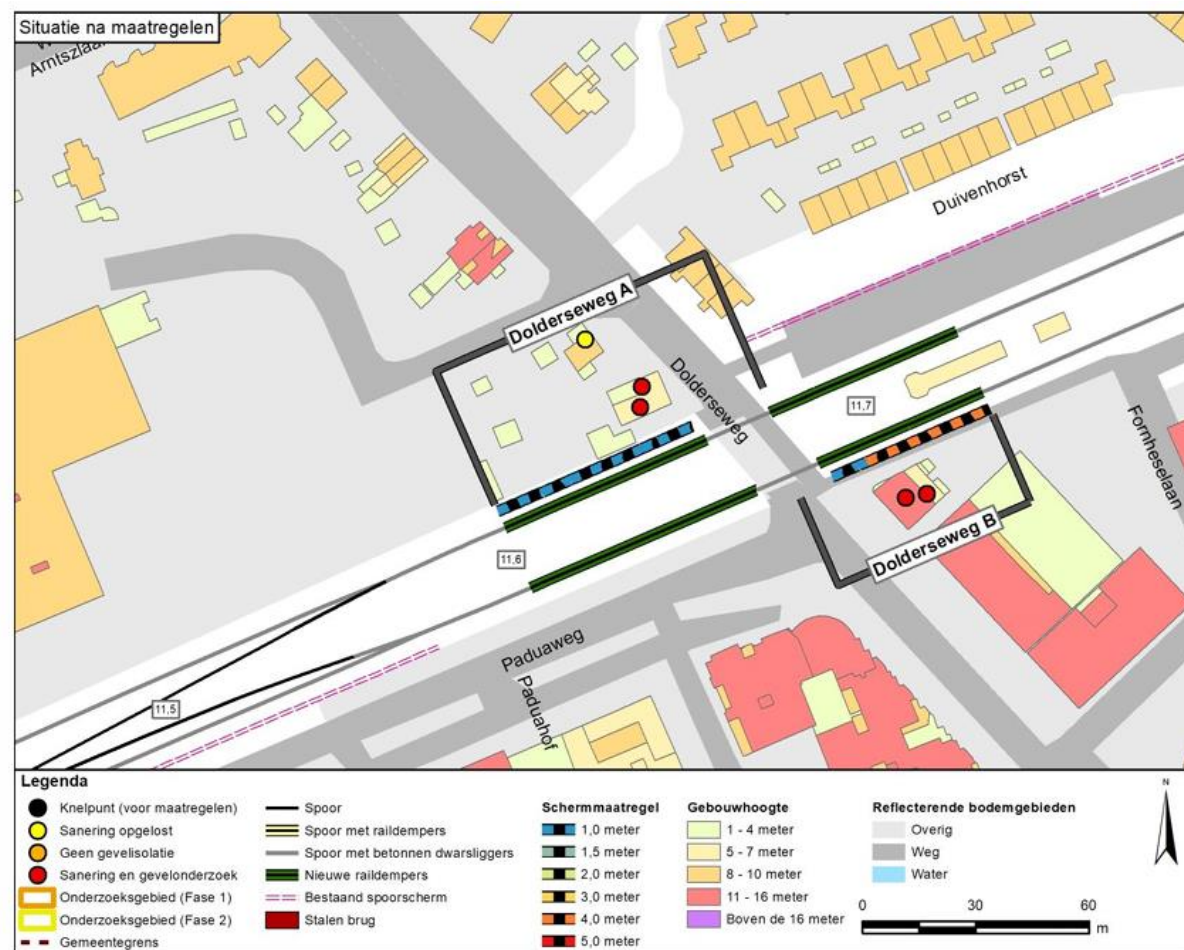 Situatie na maatregelen
Arntszlaan
Duivenhorst
Dolderseweg A
Dolderseweg
11,7
Fornheselaan
Dolderseweg B
11,6
Paduaweg
Paduahof
11,5
Legenda
Knelpunt (voor maatregelen)
Sanering opgelost
Geen gevelisolatie
Sanering en gevelonderzoek
Onderzoeksgebied (Fase 1)
Onderzoeksgebied (Fase 2)
Gemeentegrens
Spoor
Spoor met raildempers
Spoor met betonnen dwarsliggers
Nieuwe raildempers
Bestaand spoorscherm
Stalen brug
Schermmaatregel
1,0 meter
1,5 meter
2,0 meter
3,0 meter
4,0 meter
5,0 meter
Gebouwhoogte
1 - 4 meter
5 - 7 meter
8 - 10 meter
11 - 16 meter
Boven de 16 meter
Reflecterende bodemgebieden
Overig
Weg
Water
N
0 30 60
m